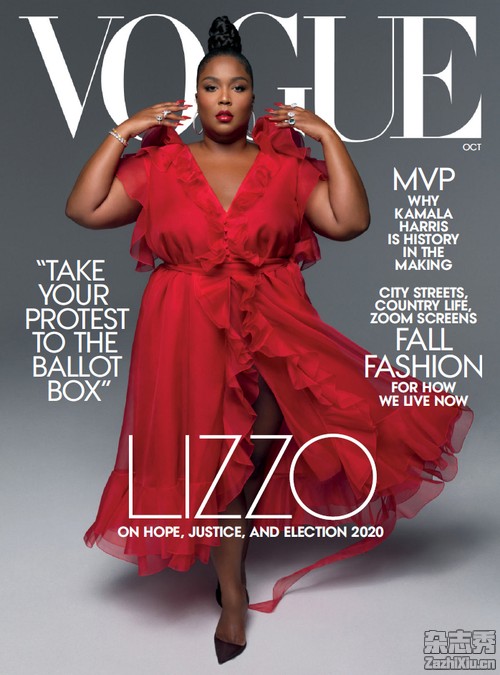 VOGUE
OCT
MVP
WHY
KAMALA
HARRIS
IS HISTORY
IN THE
MAKING
CITY STREETS,
COUNTRY LIFE,
ZOOM SCREENS
FALL
FASHION
FOR HOW
WE LIVE NOW
“TAKE
YOUR
PROTEST
TO THE
BALLOT
BOX”
LIZZO
ON HOPE, JUSTICE, AND ELECTION 2020
杂志秀
ZazhiXiu.cn